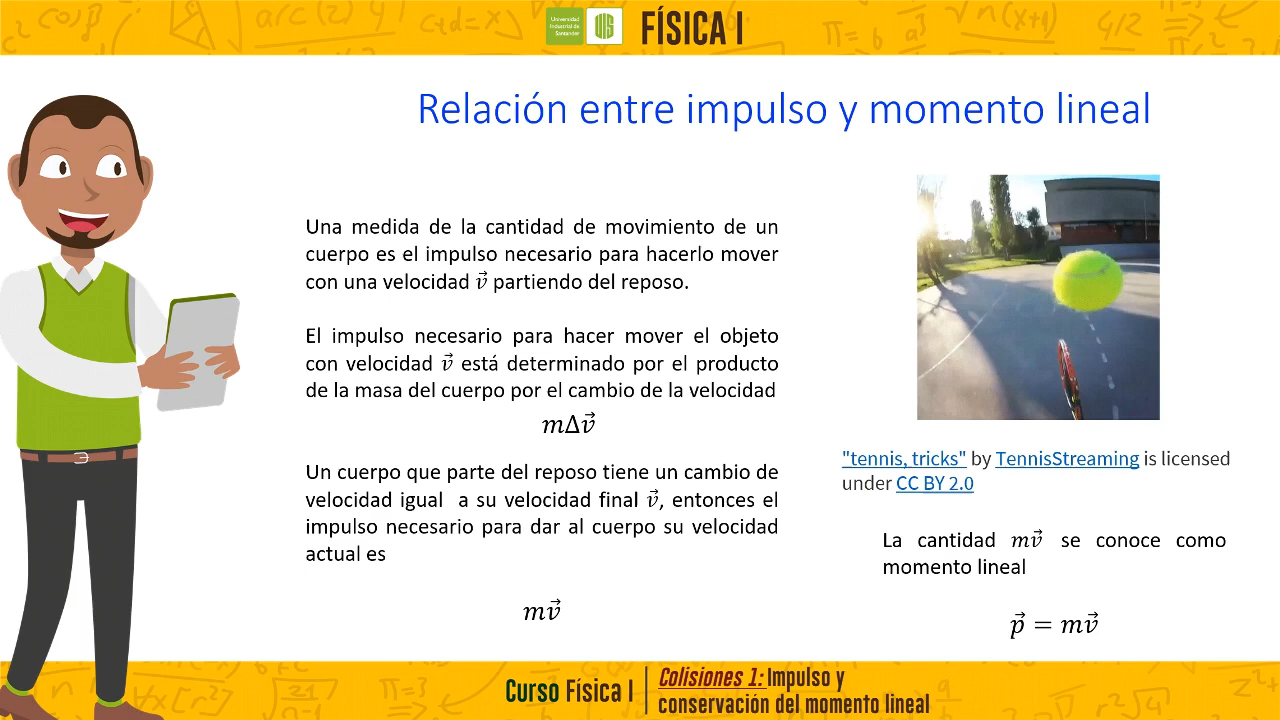 Universidad
Industrial de
Santander
UIS
FÍSICA I
Relación entre impulso y momento lineal
Una medida de la cantidad de movimiento de un
cuerpo es el impulso necesario para hacerlo mover
con una velocidad v⃗ partiendo del reposo.
El impulso necesario para hacer mover el objeto
con velocidad v⃗ está determinado por el producto
de la masa del cuerpo por el cambio de la velocidad
mΔv⃗
Un cuerpo que parte del reposo tiene un cambio de
velocidad igual a su velocidad final v⃗, entonces el
impulso necesario para dar al cuerpo su velocidad
actual es
mv⃗
"tennis, tricks" by TennisStreaming is licensed
under CC BY 2.0
La cantidad mv⃗ se conoce como
momento lineal
p⃗ = mv⃗
Curso Física I
Colisiones 1: Impulso y
conservación del momento lineal